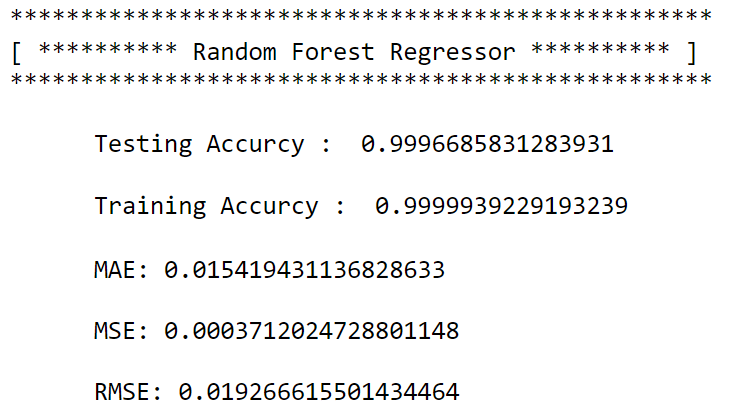 **************************************************
[ ********** Random Forest Regressor ********** ]
**************************************************
Testing Accurcy :  0.9996685831283931
Training Accurcy :  0.9999939229193239
MAE: 0.015419431136828633
MSE: 0.0003712024728801148
RMSE: 0.019266615501434464